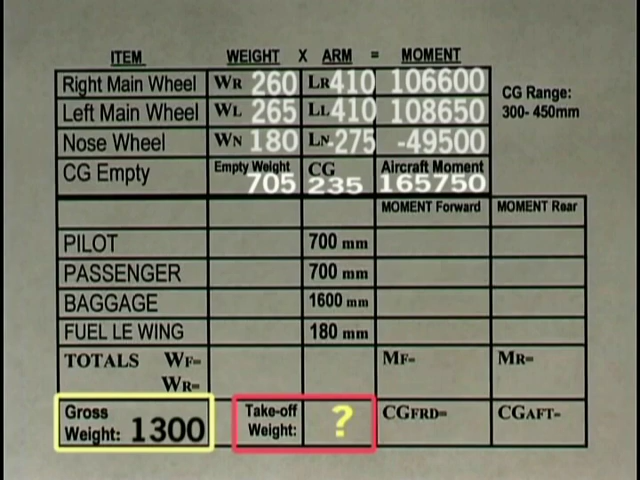 ITEM WEIGHT X ARM = MOMENT
Right Main Wheel WR 260 LR 410 106600
CG Range:
300- 450mm
Left Main Wheel WL 265 LL 410 108650
Nose Wheel WN 180 LN -275 -49500
CG Empty Empty Weight 705 CG 235 Aircraft Moment 165750
MOMENT Forward MOMENT Rear
PILOT 700 mm
PASSENGER 700 mm
BAGGAGE 1600 mm
FUEL LE WING 180 mm
TOTALS WF= MF= MR=
WR=
Gross Weight: 1300 Take-off Weight: ? CGFRD= CGAFT=